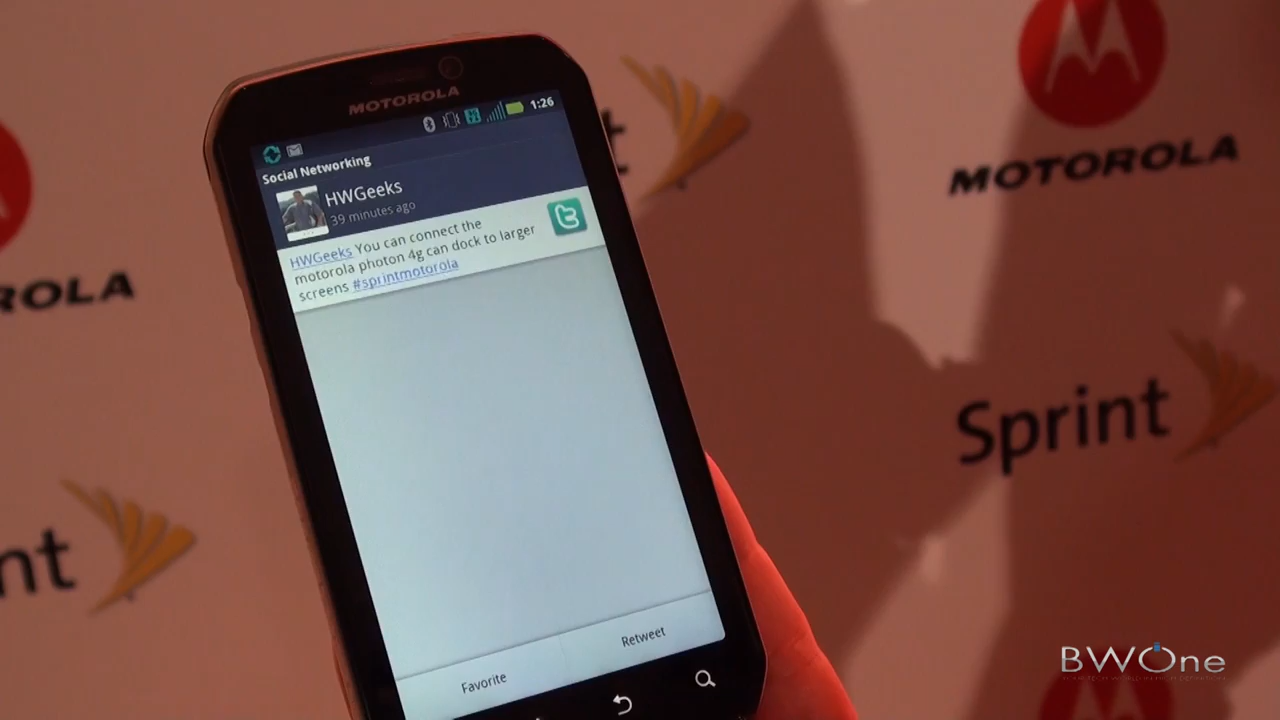 MOTOROLA
1:26
Social Networking
HWGeeks
39 minutes ago
HWGeeks You can connect the
motorola photon 4g can dock to larger
screens #sprintmotorola
Favorite
Retweet
t
MOTOROLA
ROLA
Sprint
nt
BWOne